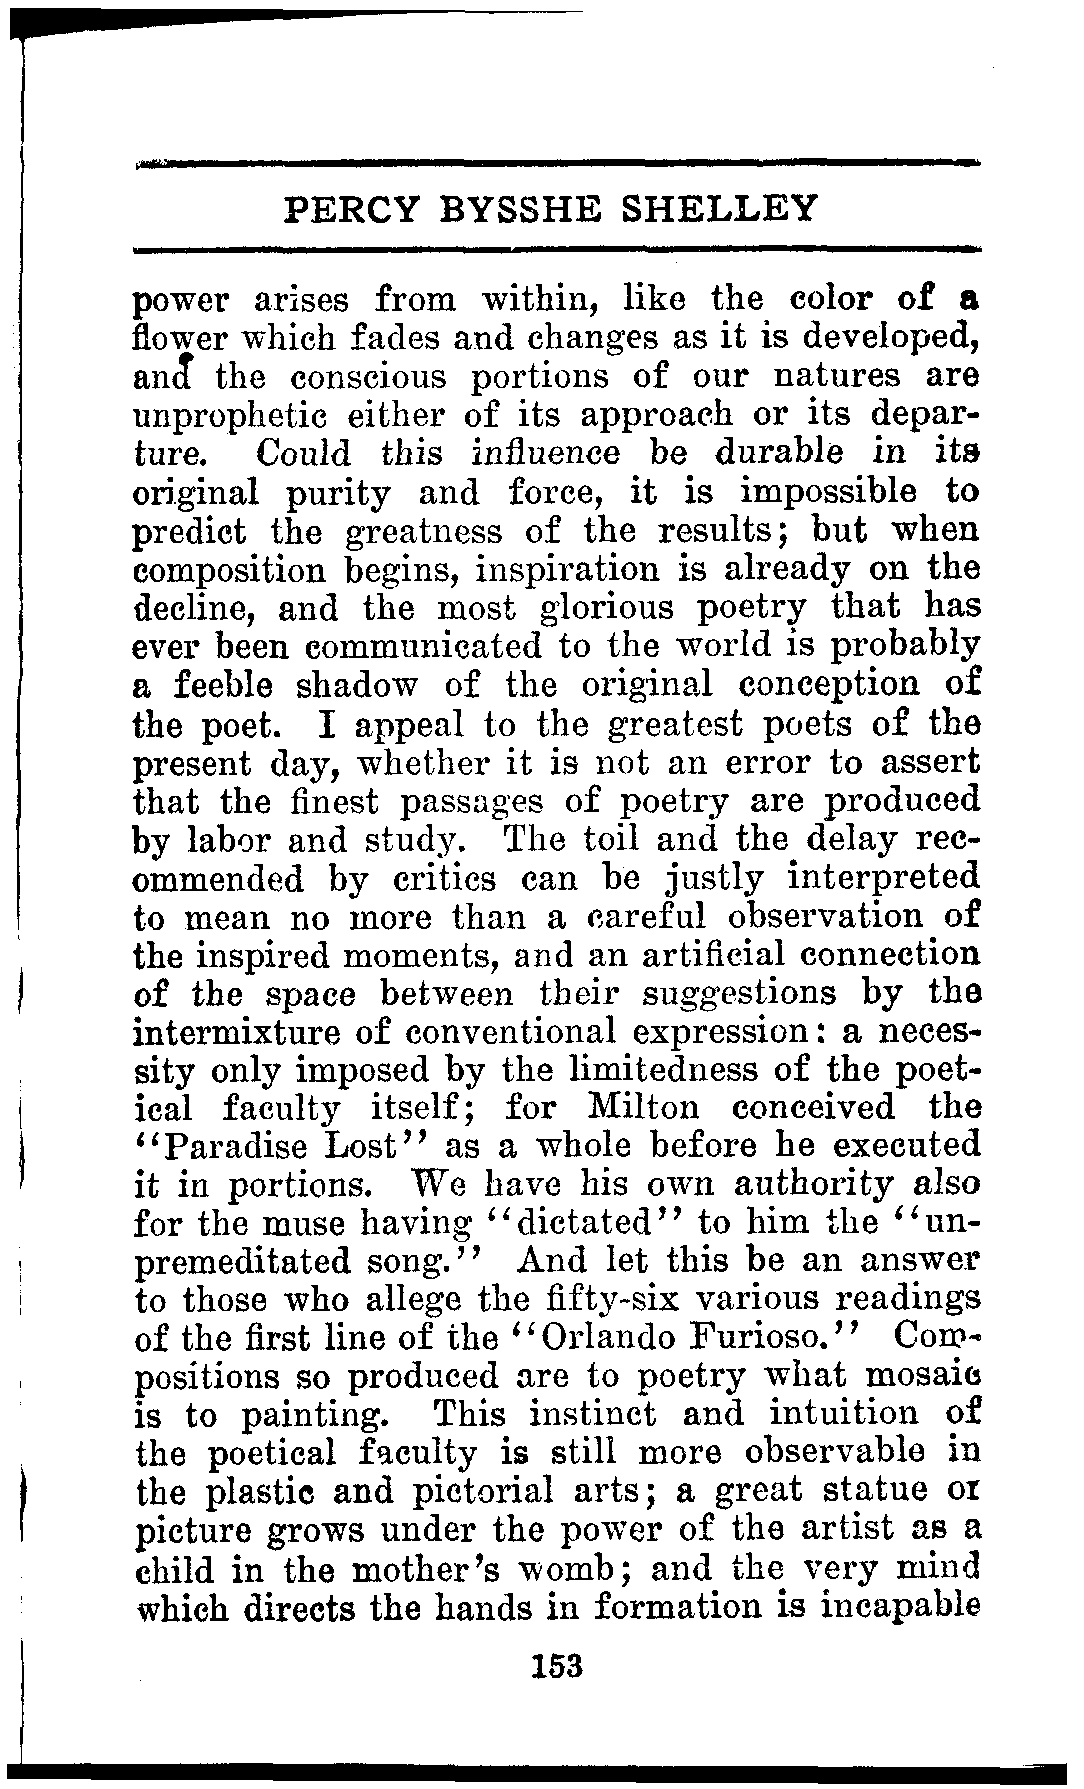 PERCY BYSSHE SHELLEY
power arises from within, like the color of a
flower which fades and changes as it is developed,
and the conscious portions of our natures are
unprophetic either of its approach or its depar-
ture. Could this influence be durable in its
original purity and force, it is impossible to
predict the greatness of the results; but when
composition begins, inspiration is already on the
decline, and the most glorious poetry that has
ever been communicated to the world is probably
a feeble shadow of the original conception of
the poet. I appeal to the greatest poets of the
present day, whether it is not an error to assert
that the finest passages of poetry are produced
by labor and study. The toil and the delay rec-
ommended by critics can be justly interpreted
to mean no more than a careful observation of
the inspired moments, and an artificial connection
of the space between their suggestions by the
intermixture of conventional expression: a neces-
sity only imposed by the limitedness of the poet-
ical faculty itself; for Milton conceived the
"Paradise Lost" as a whole before he executed
it in portions. We have his own authority also
for the muse having "dictated" to him the "un-
premeditated song." And let this be an answer
to those who allege the fifty-six various readings
of the first line of the "Orlando Furioso." Com-
positions so produced are to poetry what mosaic
is to painting. This instinct and intuition of
the poetical faculty is still more observable in
the plastic and pictorial arts; a great statue or
picture grows under the power of the artist as a
child in the mother's womb; and the very mind
which directs the hands in formation is incapable
153